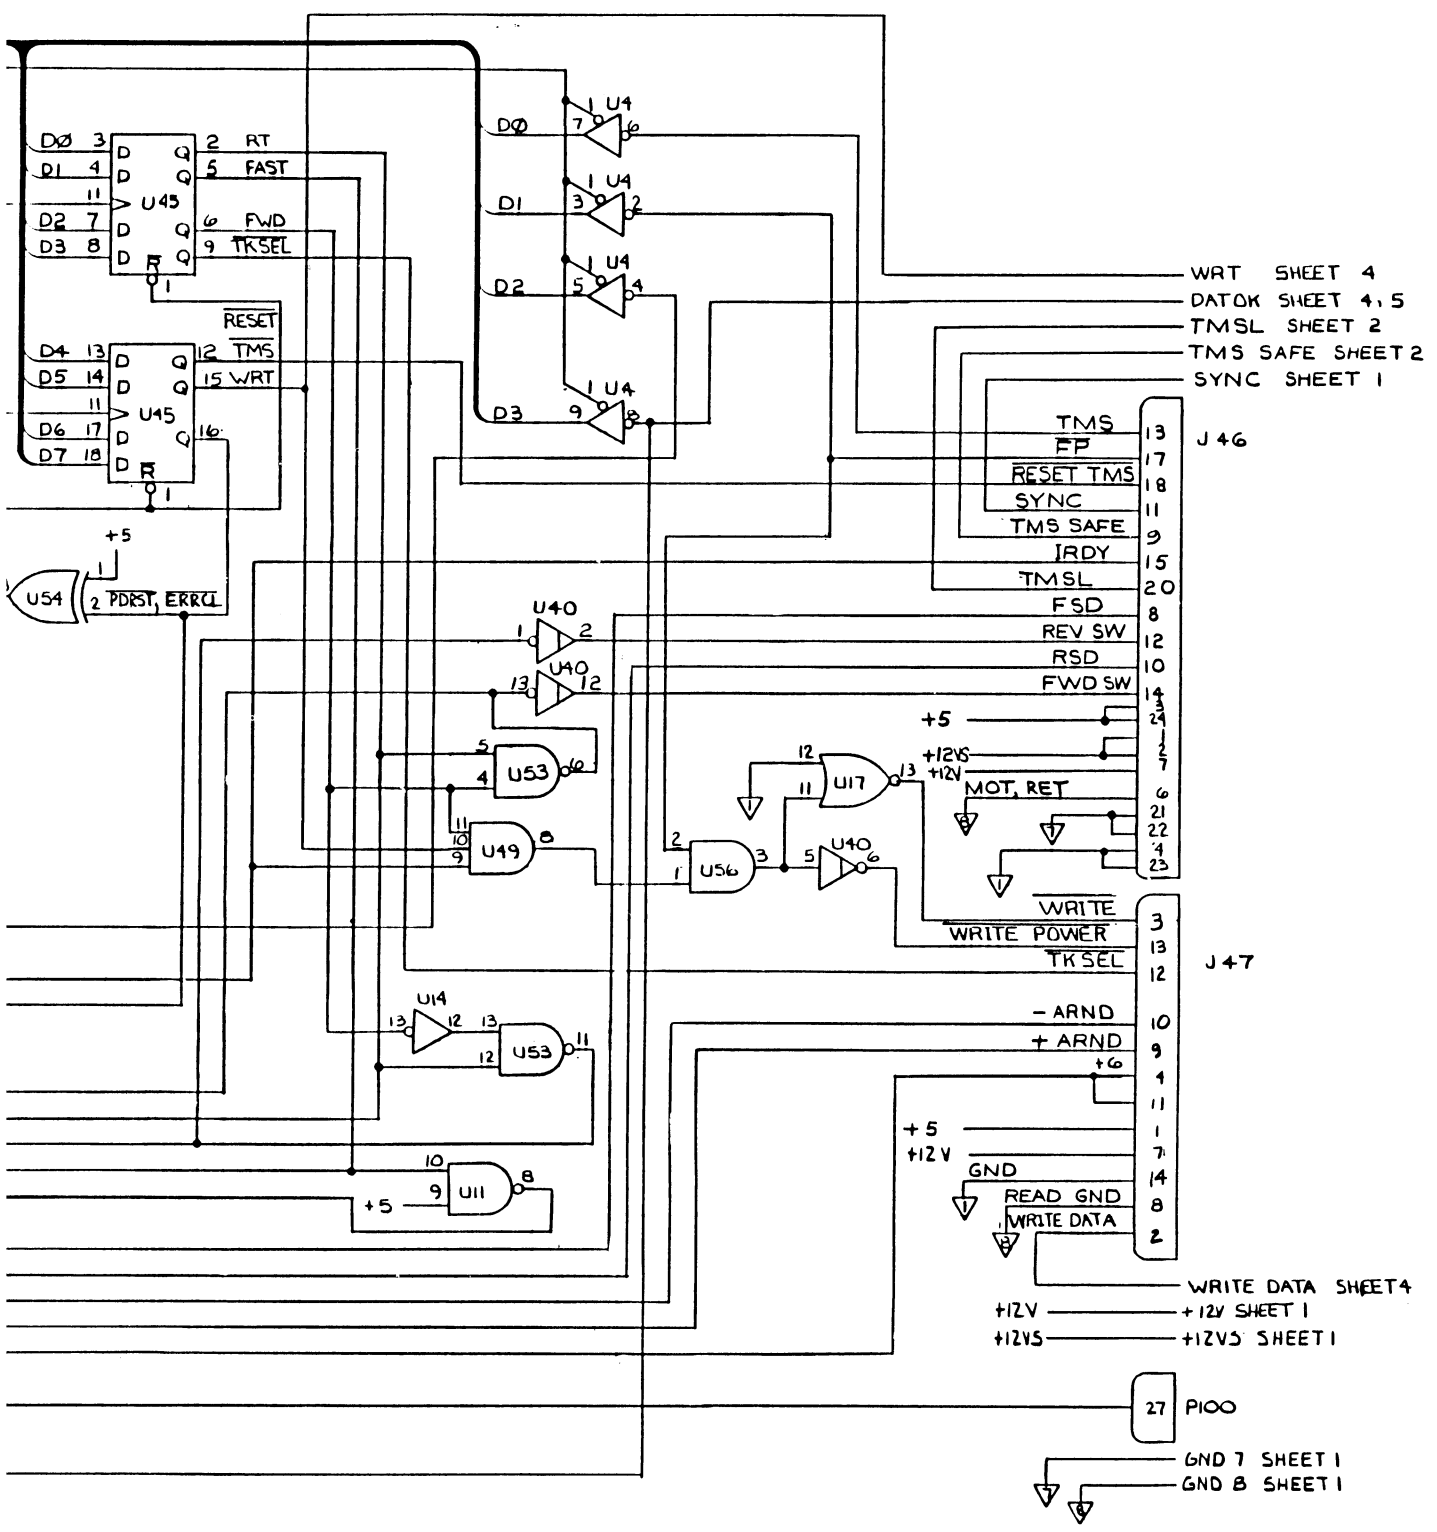 DØ 3 D Q 2 RT
D1 4 D Q 5 FAST
11 U45
D2 7 D Q 6 FWD
D3 8 D Q 9 TKSEL
R
1
RESET
D4 13 D Q 12 TMS
D5 14 D Q 15 WRT
11 U45
D6 17 D Q 16
D7 18 D
R
1
+5
1
U54 2 PDRST, ERRCL
1 U4
DØ 7 6
1 U4
D1 3 2
1 U4
D2 5 4
1 U4
D3 9 8
WRT SHEET 4
DATOK SHEET 4, 5
TMSL SHEET 2
TMS SAFE SHEET 2
SYNC SHEET 1
J46
TMS 13
FP 17
RESET TMS 18
SYNC 11
TMS SAFE 9
IRDY 15
TMSL 20
FSD 8
REV SW 12
RSD 10
FWD SW 14
3
+5 24
1
+12VS 2
+12V 7
MOT, RET 6
8
21
7 22
4
1 23
U40
1 2
U40
13 12
5
4 U53 6
11
10
9 U49 8
2
1 U56 3
12
11 U17 13
1
U40
5 6
J47
WRITE 3
WRITE POWER 13
TKSEL 12
- ARND 10
+ ARND 9
+6 4
11
+5 1
+12V 7
GND 14
1
READ GND 8
8
WRITE DATA 2
U14
13 12 13
12 U53 11
10
+5 9 U11 8
WRITE DATA SHEET 4
+12V +12V SHEET 1
+12VS +12VS SHEET 1
27 P100
GND 7 SHEET 1
GND 8 SHEET 1
7
8